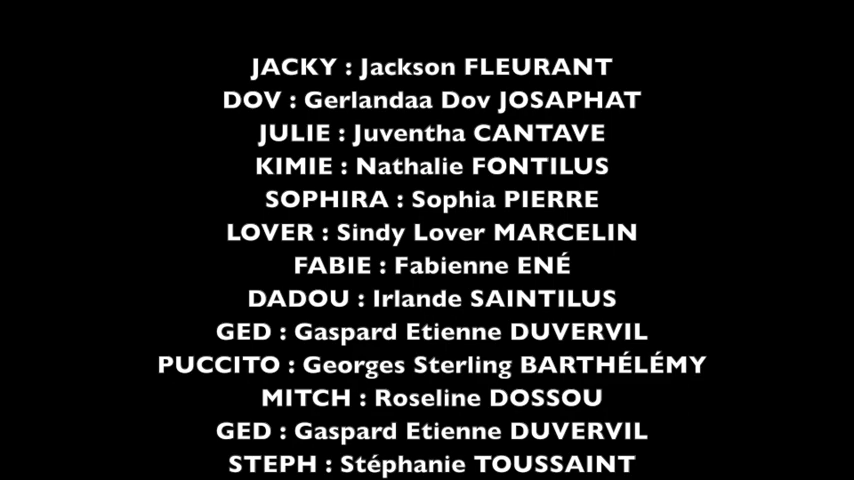 JACKY : Jackson FLEURANT
DOV : Gerlandaa Dov JOSAPHAT
JULIE : Juventha CANTAVE
KIMIE : Nathalie FONTILUS
SOPHIRA : Sophia PIERRE
LOVER : Sindy Lover MARCELIN
FABIE : Fabienne ENÉ
DADOU : Irlande SAINTILUS
GED : Gaspard Etienne DUVERVIL
PUCCITO : Georges Sterling BARTHÉLÉMY
MITCH : Roseline DOSSOU
GED : Gaspard Etienne DUVERVIL
STEPH : Stéphanie TOUSSAINT